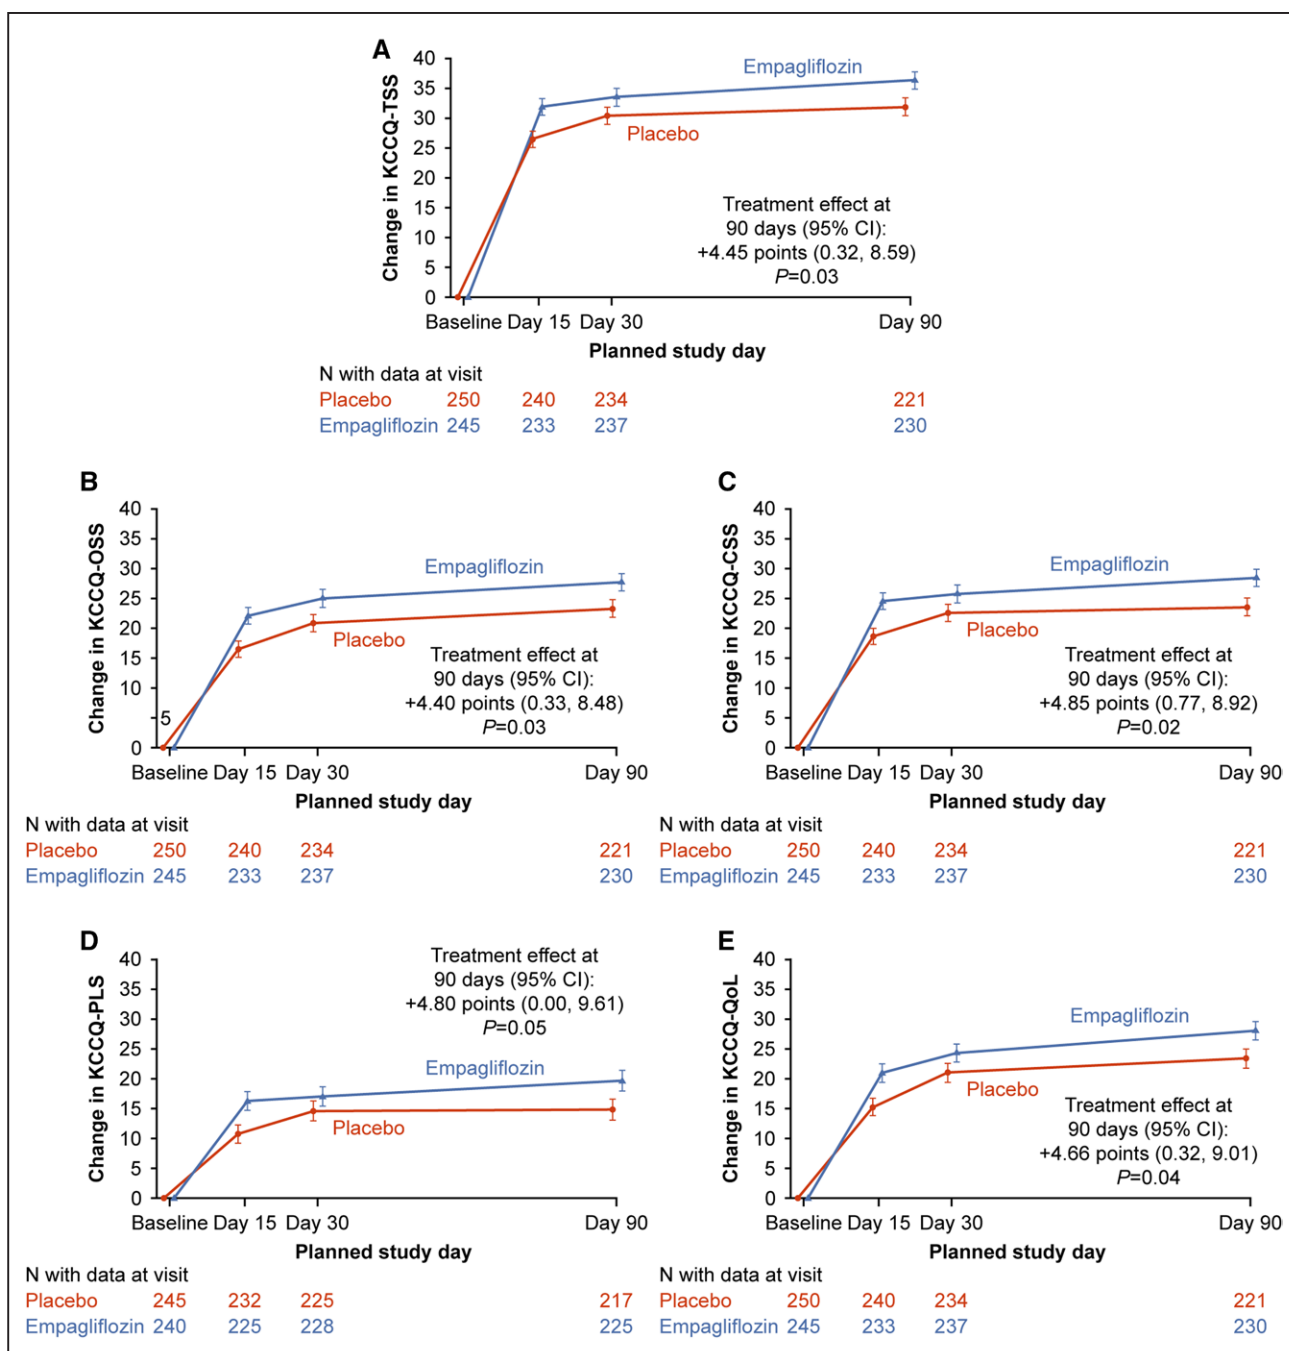 A
Change in KCCQ-TSS
40
35
30
25
20
15
10
5
0
Empagliflozin
Placebo
Treatment effect at
90 days (95% CI):
+4.45 points (0.32, 8.59)
P=0.03
Baseline Day 15 Day 30 Day 90
Planned study day
N with data at visit
Placebo 250 240 234 221
Empagliflozin 245 233 237 230
B
Change in KCCQ-OSS
40
35
30
25
20
15
10
5
0
Empagliflozin
Placebo
Treatment effect at
90 days (95% CI):
+4.40 points (0.33, 8.48)
P=0.03
Baseline Day 15 Day 30 Day 90
Planned study day
N with data at visit
Placebo 250 240 234 221
Empagliflozin 245 233 237 230
C
Change in KCCQ-CSS
40
35
30
25
20
15
10
5
0
Empagliflozin
Placebo
Treatment effect at
90 days (95% CI):
+4.85 points (0.77, 8.92)
P=0.02
Baseline Day 15 Day 30 Day 90
Planned study day
N with data at visit
Placebo 250 240 234 221
Empagliflozin 245 233 237 230
D
Change in KCCQ-PLS
40
35
30
25
20
15
10
5
0
Treatment effect at
90 days (95% CI):
+4.80 points (0.00, 9.61)
P=0.05
Empagliflozin
Placebo
Baseline Day 15 Day 30 Day 90
Planned study day
N with data at visit
Placebo 245 232 225 217
Empagliflozin 240 225 228 225
E
Change in KCCQ-QoL
40
35
30
25
20
15
10
5
0
Empagliflozin
Placebo
Treatment effect at
90 days (95% CI):
+4.66 points (0.32, 9.01)
P=0.04
Baseline Day 15 Day 30 Day 90
Planned study day
N with data at visit
Placebo 250 240 234 221
Empagliflozin 245 233 237 230